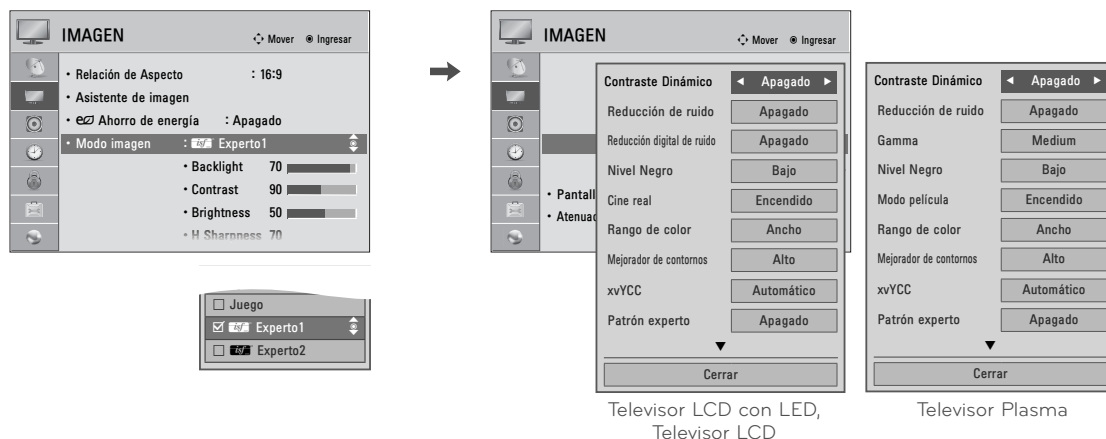 IMAGEN
Mover
Ingresar
• Relación de Aspecto : 16:9
• Asistente de imagen
• Ahorro de energía : Apagado
• Modo imagen : isf Experto1
• Backlight 70
• Contrast 90
• Brightness 50
• H Sharpness 70
Juego
isf Experto1
isf Experto2
IMAGEN
Mover
Ingresar
• Pantall
• Atenuac
Contraste Dinámico ◄ Apagado ►
Reducción de ruido Apagado
Reducción digital de ruido Apagado
Nivel Negro Bajo
Cine real Encendido
Rango de color Ancho
Mejorador de contornos Alto
xvYCC Automático
Patrón experto Apagado
▼
Cerrar
Televisor LCD con LED,
Televisor LCD
Contraste Dinámico ◄ Apagado ►
Reducción de ruido Apagado
Gamma Medium
Nivel Negro Bajo
Modo película Encendido
Rango de color Ancho
Mejorador de contornos Alto
xvYCC Automático
Patrón experto Apagado
▼
Cerrar
Televisor Plasma